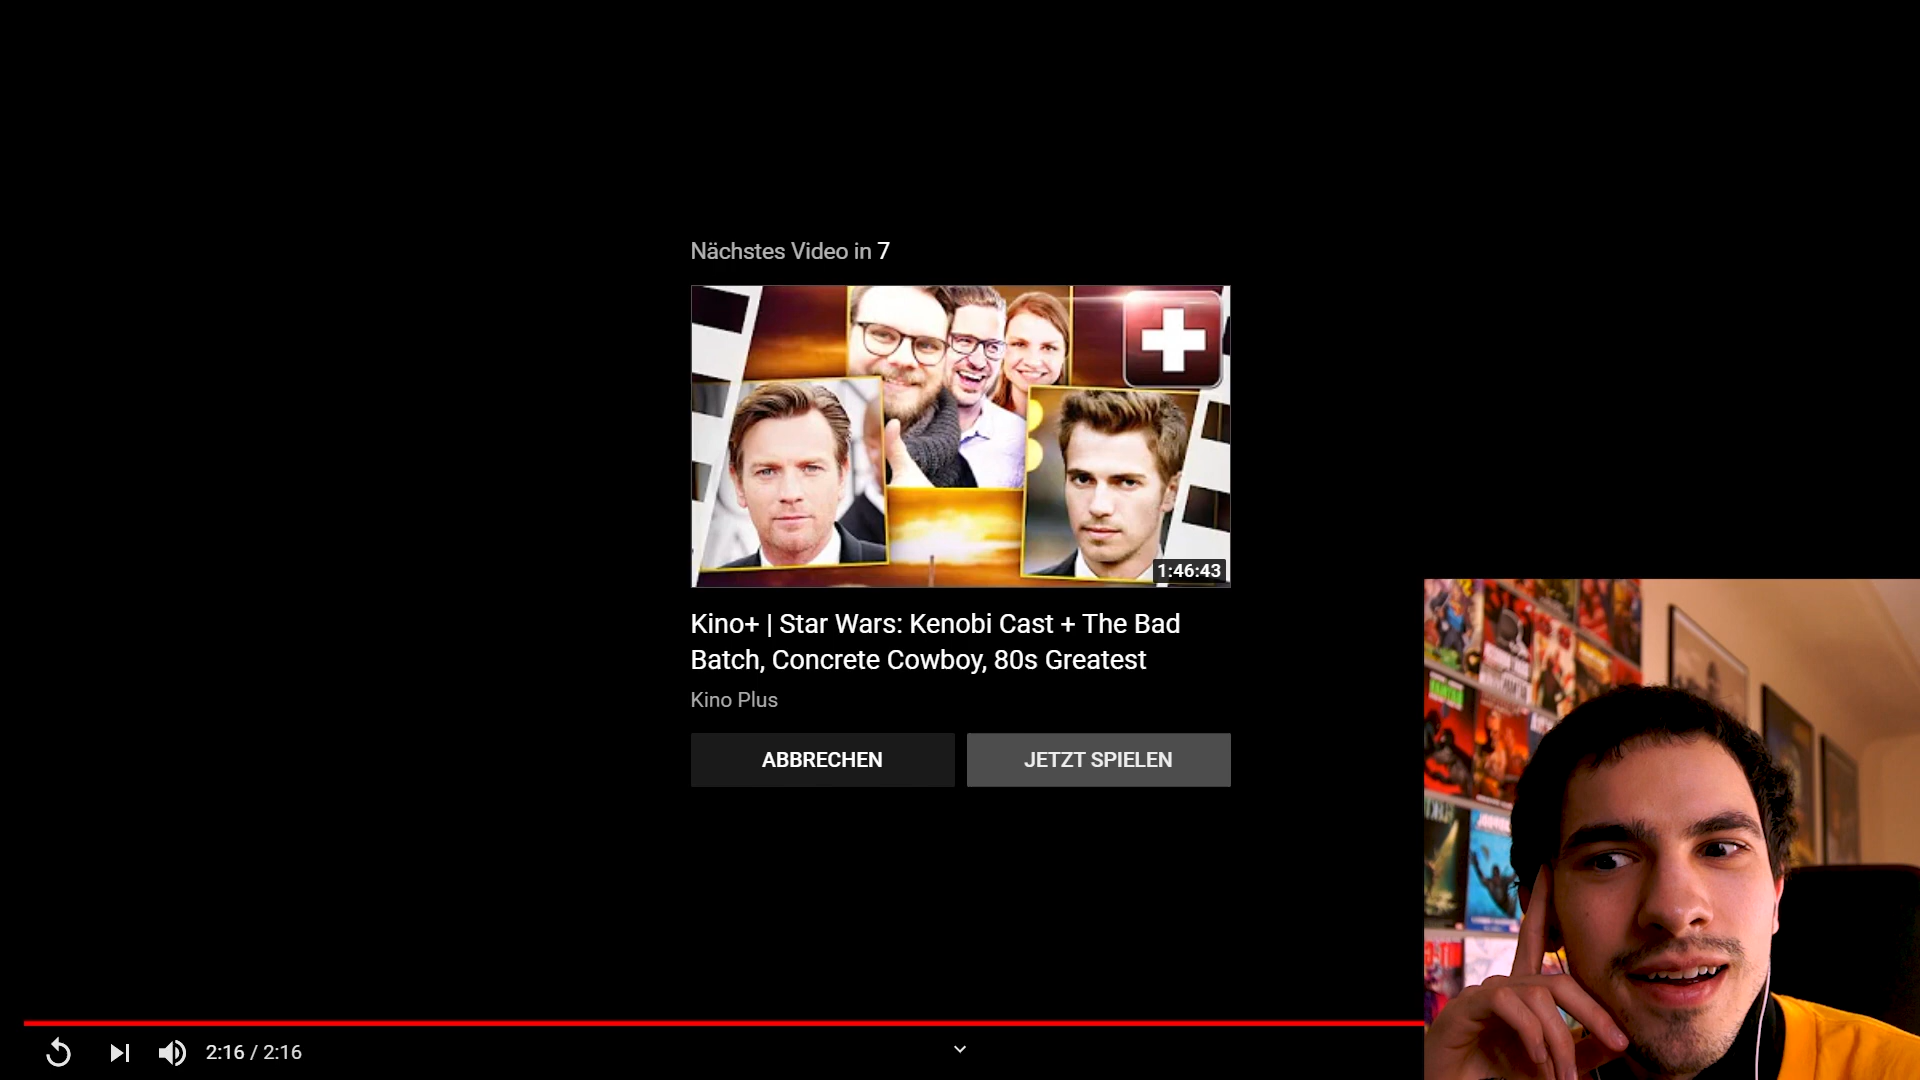 Nächstes Video in 7
1:46:43
Kino+ | Star Wars: Kenobi Cast + The Bad
Batch, Concrete Cowboy, 80s Greatest
Kino Plus
ABBRECHEN
JETZT SPIELEN
2:16 / 2:16